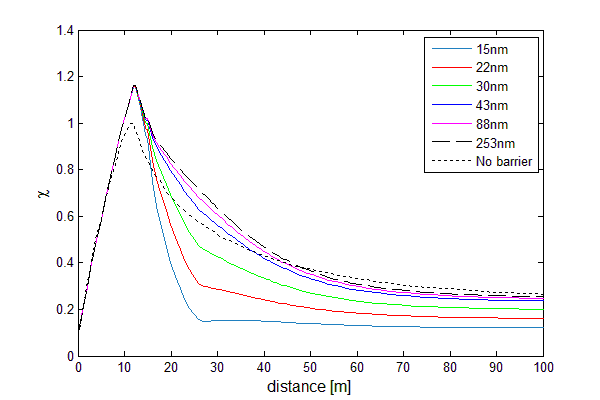 1.4
1.2
1
0.8
0.6
0.4
0.2
0
χ
0 10 20 30 40 50 60 70 80 90 100
distance [m]
15nm
22nm
30nm
43nm
88nm
253nm
No barrier